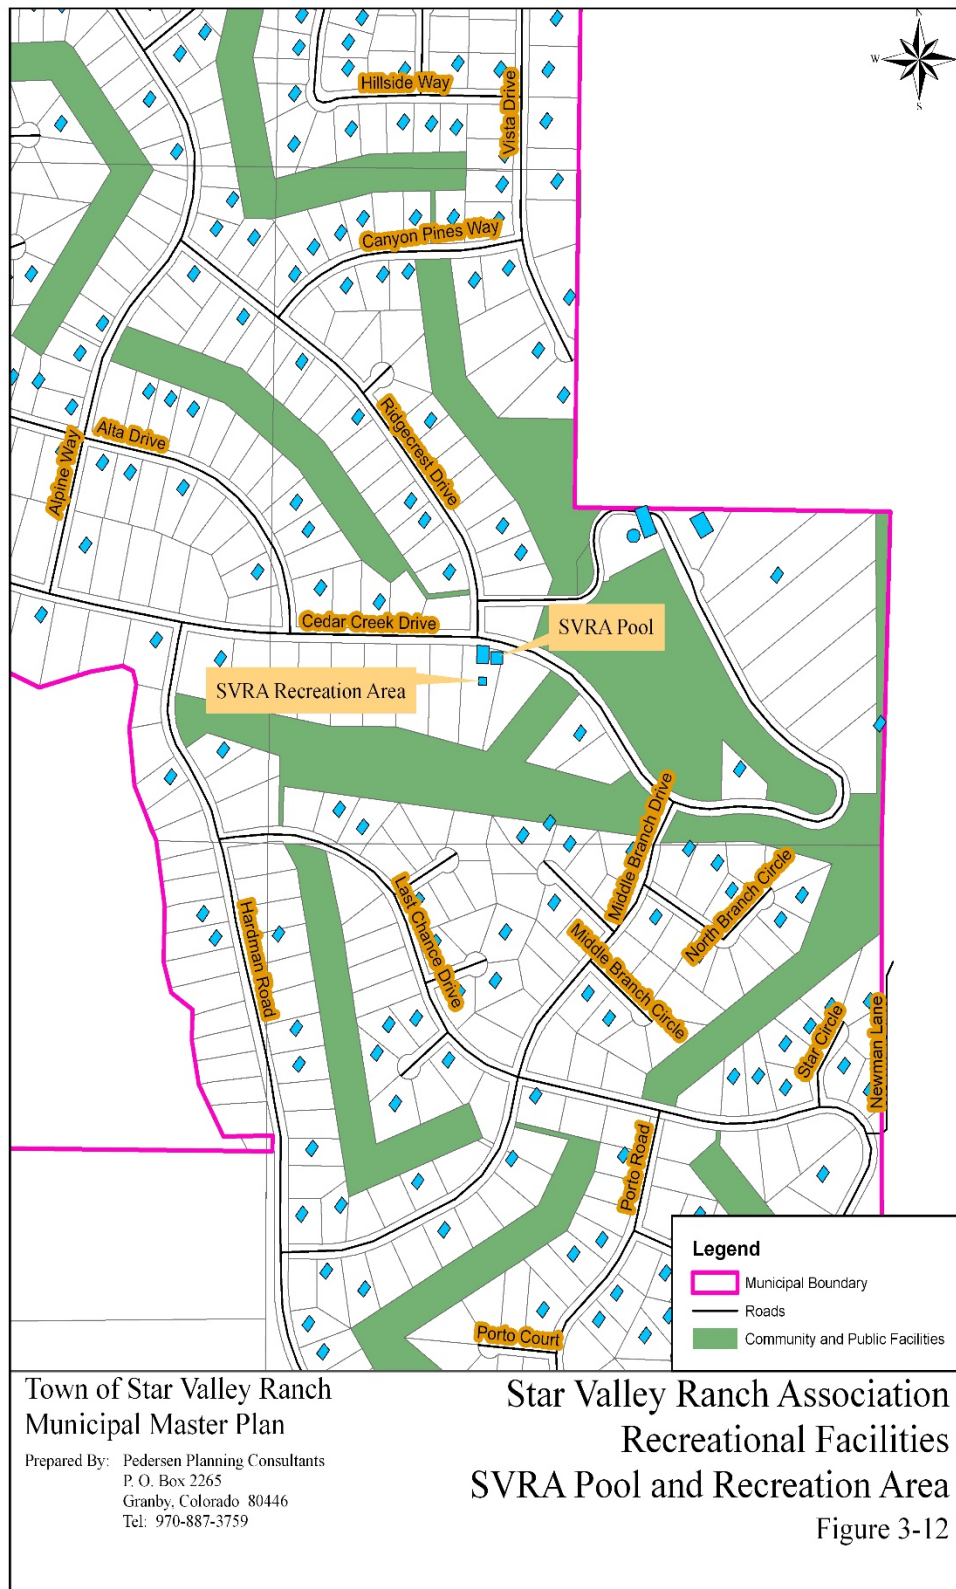 N
W
S
Hillside Way
Vista Drive
Canyon Pines Way
Ridgecrest Drive
Alta Drive
Alpine Way
Cedar Creek Drive
SVRA Pool
SVRA Recreation Area
Middle Branch Drive
North Branch Circle
Last Chance Drive
Hardman Road
Middle Branch Circle
Star Circle
Newman Lane
Porto Road
Porto Court
Legend
Municipal Boundary
Roads
Community and Public Facilities
Town of Star Valley Ranch
Municipal Master Plan
Prepared By: Pedersen Planning Consultants
P. O. Box 2265
Granby, Colorado 80446
Tel: 970-887-3759
Star Valley Ranch Association
Recreational Facilities
SVRA Pool and Recreation Area
Figure 3-12